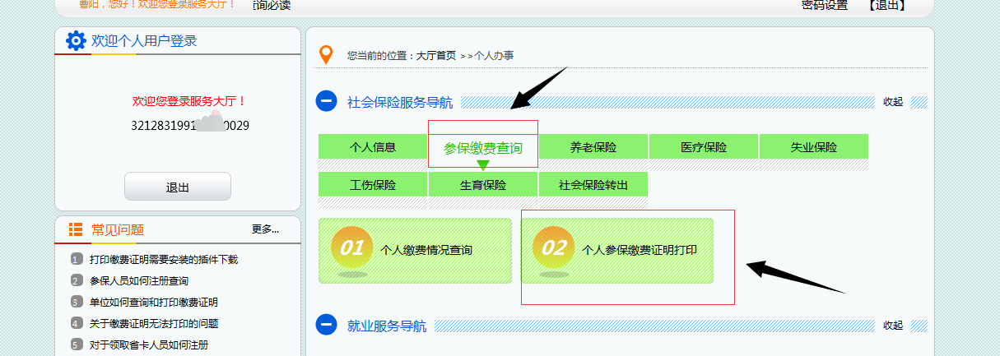 曹阳，您好！欢迎您登录服务大厅！
查询必读
密码设置 【退出】
欢迎个人用户登录
欢迎您登录服务大厅！
3212831991 0029
退出
常见问题
更多...
1 打印缴费证明需要安装的插件下载
2 参保人员如何注册查询
3 单位如何查询和打印缴费证明
4 关于缴费证明无法打印的问题
5 对于领取省卡人员如何注册
您当前的位置：大厅首页 >>个人办事
社会保险服务导航
收起
个人信息 参保缴费查询 养老保险 医疗保险 失业保险
工伤保险 生育保险 社会保险转出
01 个人缴费情况查询
02 个人参保缴费证明打印
就业服务导航
收起